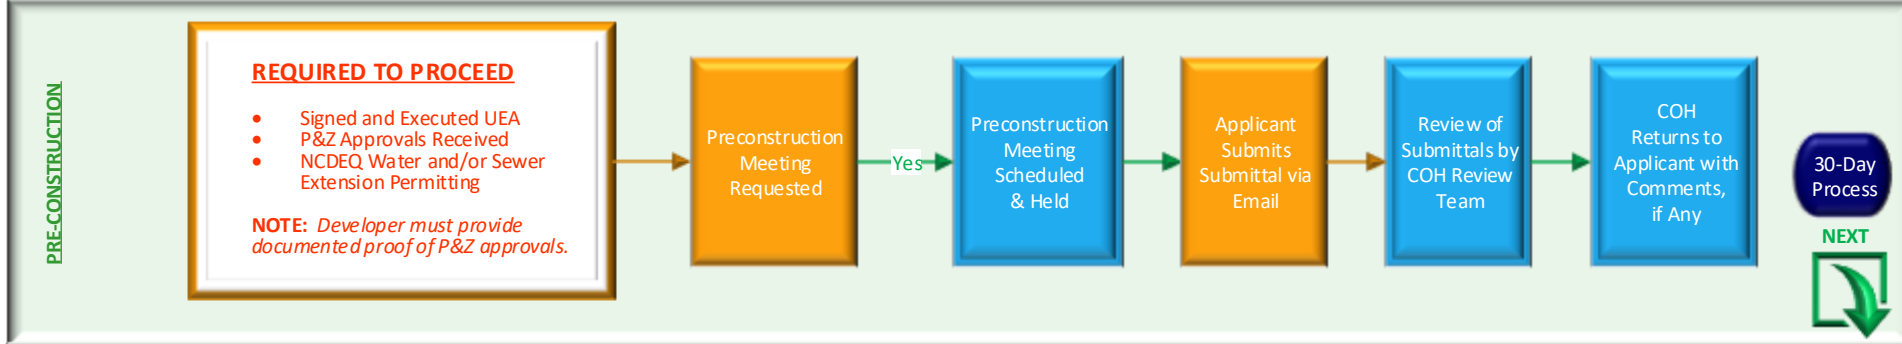 PRE-CONSTRUCTION
REQUIRED TO PROCEED
• Signed and Executed UEA
• P&Z Approvals Received
• NCDEQ Water and/or Sewer
Extension Permitting
NOTE: Developer must provide
documented proof of P&Z approvals.
Preconstruction
Meeting
Requested
Yes
Preconstruction
Meeting
Scheduled
& Held
Applicant
Submits
Submittal via
Email
Review of
Submittals by
COH Review
Team
COH
Returns to
Applicant with
Comments,
if Any
30-Day
Process
NEXT